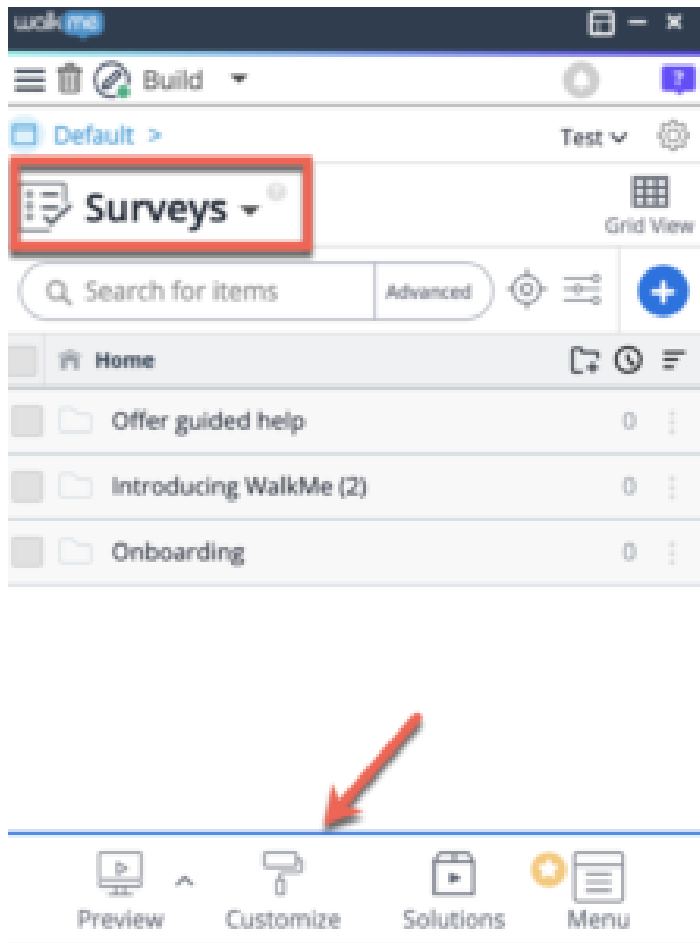 walkme
Build
?
Default >
Test
Surveys
Grid View
Search for items
Advanced
Home
Offer guided help 0
Introducing WalkMe (2) 0
Onboarding 0
Preview Customize Solutions Menu